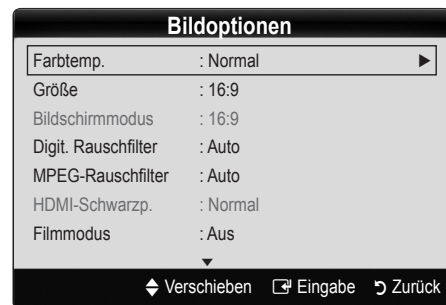 Bildoptionen
Farbtemp. : Normal ►
Größe : 16:9
Bildschirmmodus : 16:9
Digit. Rauschfilter : Auto
MPEG-Rauschfilter : Auto
HDMI-Schwarzp. : Normal
Filmmodus : Aus
▼
Verschieben Eingabe Zurück